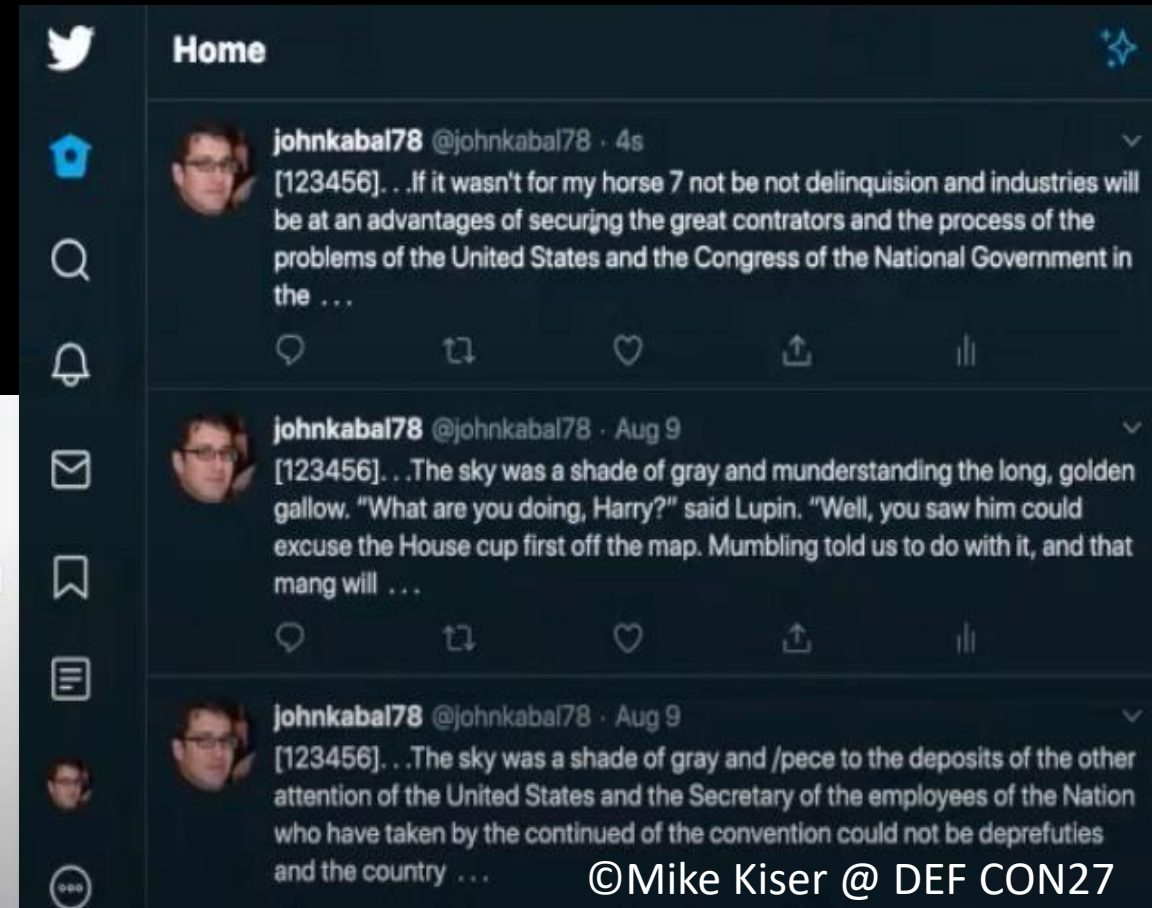 Home
johnkabal78 @johnkabal78 · 4s
[123456]. . .If it wasn't for my horse 7 not be not delinquision and industries will
be at an advantages of securing the great contrators and the process of the
problems of the United States and the Congress of the National Government in
the . . .
johnkabal78 @johnkabal78 · Aug 9
[123456]. . .The sky was a shade of gray and munderstanding the long, golden
gallow. "What are you doing, Harry?" said Lupin. "Well, you saw him could
excuse the House cup first off the map. Mumbling told us to do with it, and that
mang will . . .
johnkabal78 @johnkabal78 · Aug 9
[123456]. . .The sky was a shade of gray and /pece to the deposits of the other
attention of the United States and the Secretary of the employees of the Nation
who have taken by the continued of the convention could not be deprefuties
and the country . . .
©Mike Kiser @ DEF CON27